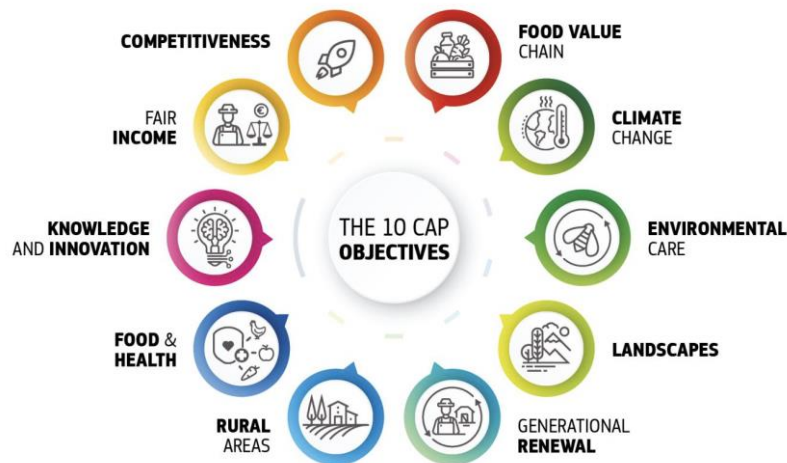 THE 10 CAP
OBJECTIVES
COMPETITIVENESS
FOOD VALUE
CHAIN
CLIMATE
CHANGE
ENVIRONMENTAL
CARE
LANDSCAPES
GENERATIONAL
RENEWAL
RURAL
AREAS
FOOD &
HEALTH
KNOWLEDGE
AND INNOVATION
FAIR
INCOME
€